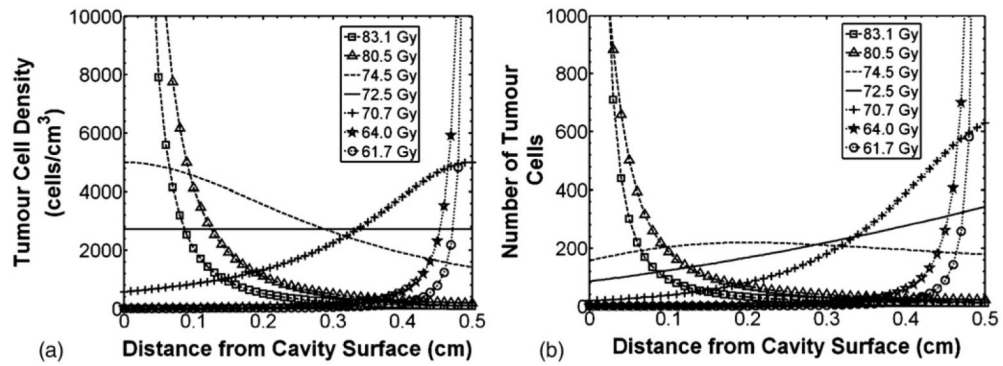 10000
8000
6000
4000
2000
0
Tumour Cell Density
(cells/cm³)
83.1 Gy
80.5 Gy
74.5 Gy
72.5 Gy
70.7 Gy
64.0 Gy
61.7 Gy
0 0.1 0.2 0.3 0.4 0.5
Distance from Cavity Surface (cm)
(a)
1000
800
600
400
200
0
Number of Tumour
Cells
83.1 Gy
80.5 Gy
74.5 Gy
72.5 Gy
70.7 Gy
64.0 Gy
61.7 Gy
0 0.1 0.2 0.3 0.4 0.5
Distance from Cavity Surface (cm)
(b)